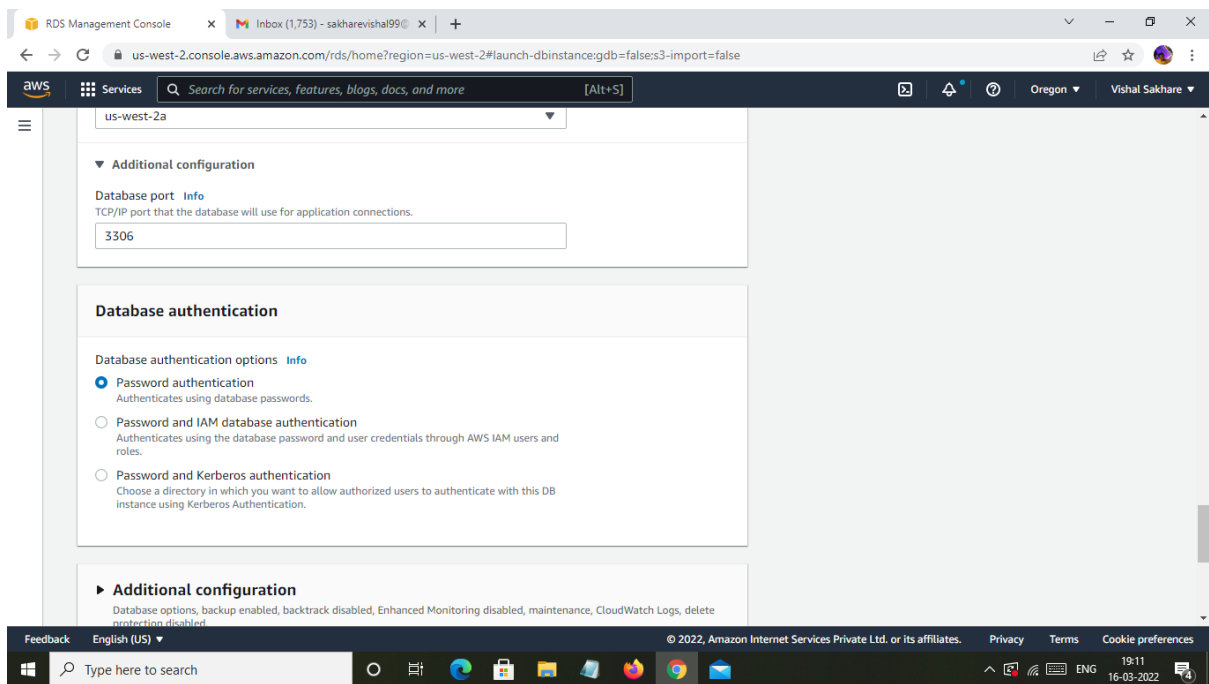 RDS Management Console
Inbox (1,753) - sakharevishal99@
us-west-2.console.aws.amazon.com/rds/home?region=us-west-2#launch-dbinstance:gdb=false;s3-import=false
aws
Services
Search for services, features, blogs, docs, and more
[Alt+S]
Oregon
Vishal Sakhare
us-west-2a
Additional configuration
Database port Info
TCP/IP port that the database will use for application connections.
3306
Database authentication
Database authentication options Info
Password authentication
Authenticates using database passwords.
Password and IAM database authentication
Authenticates using the database password and user credentials through AWS IAM users and
roles.
Password and Kerberos authentication
Choose a directory in which you want to allow authorized users to authenticate with this DB
instance using Kerberos Authentication.
Additional configuration
Database options, backup enabled, backtrack disabled, Enhanced Monitoring disabled, maintenance, CloudWatch Logs, delete
protection disabled
Feedback
English (US)
© 2022, Amazon Internet Services Private Ltd. or its affiliates.
Privacy
Terms
Cookie preferences
Type here to search
ENG
19:11
16-03-2022
4